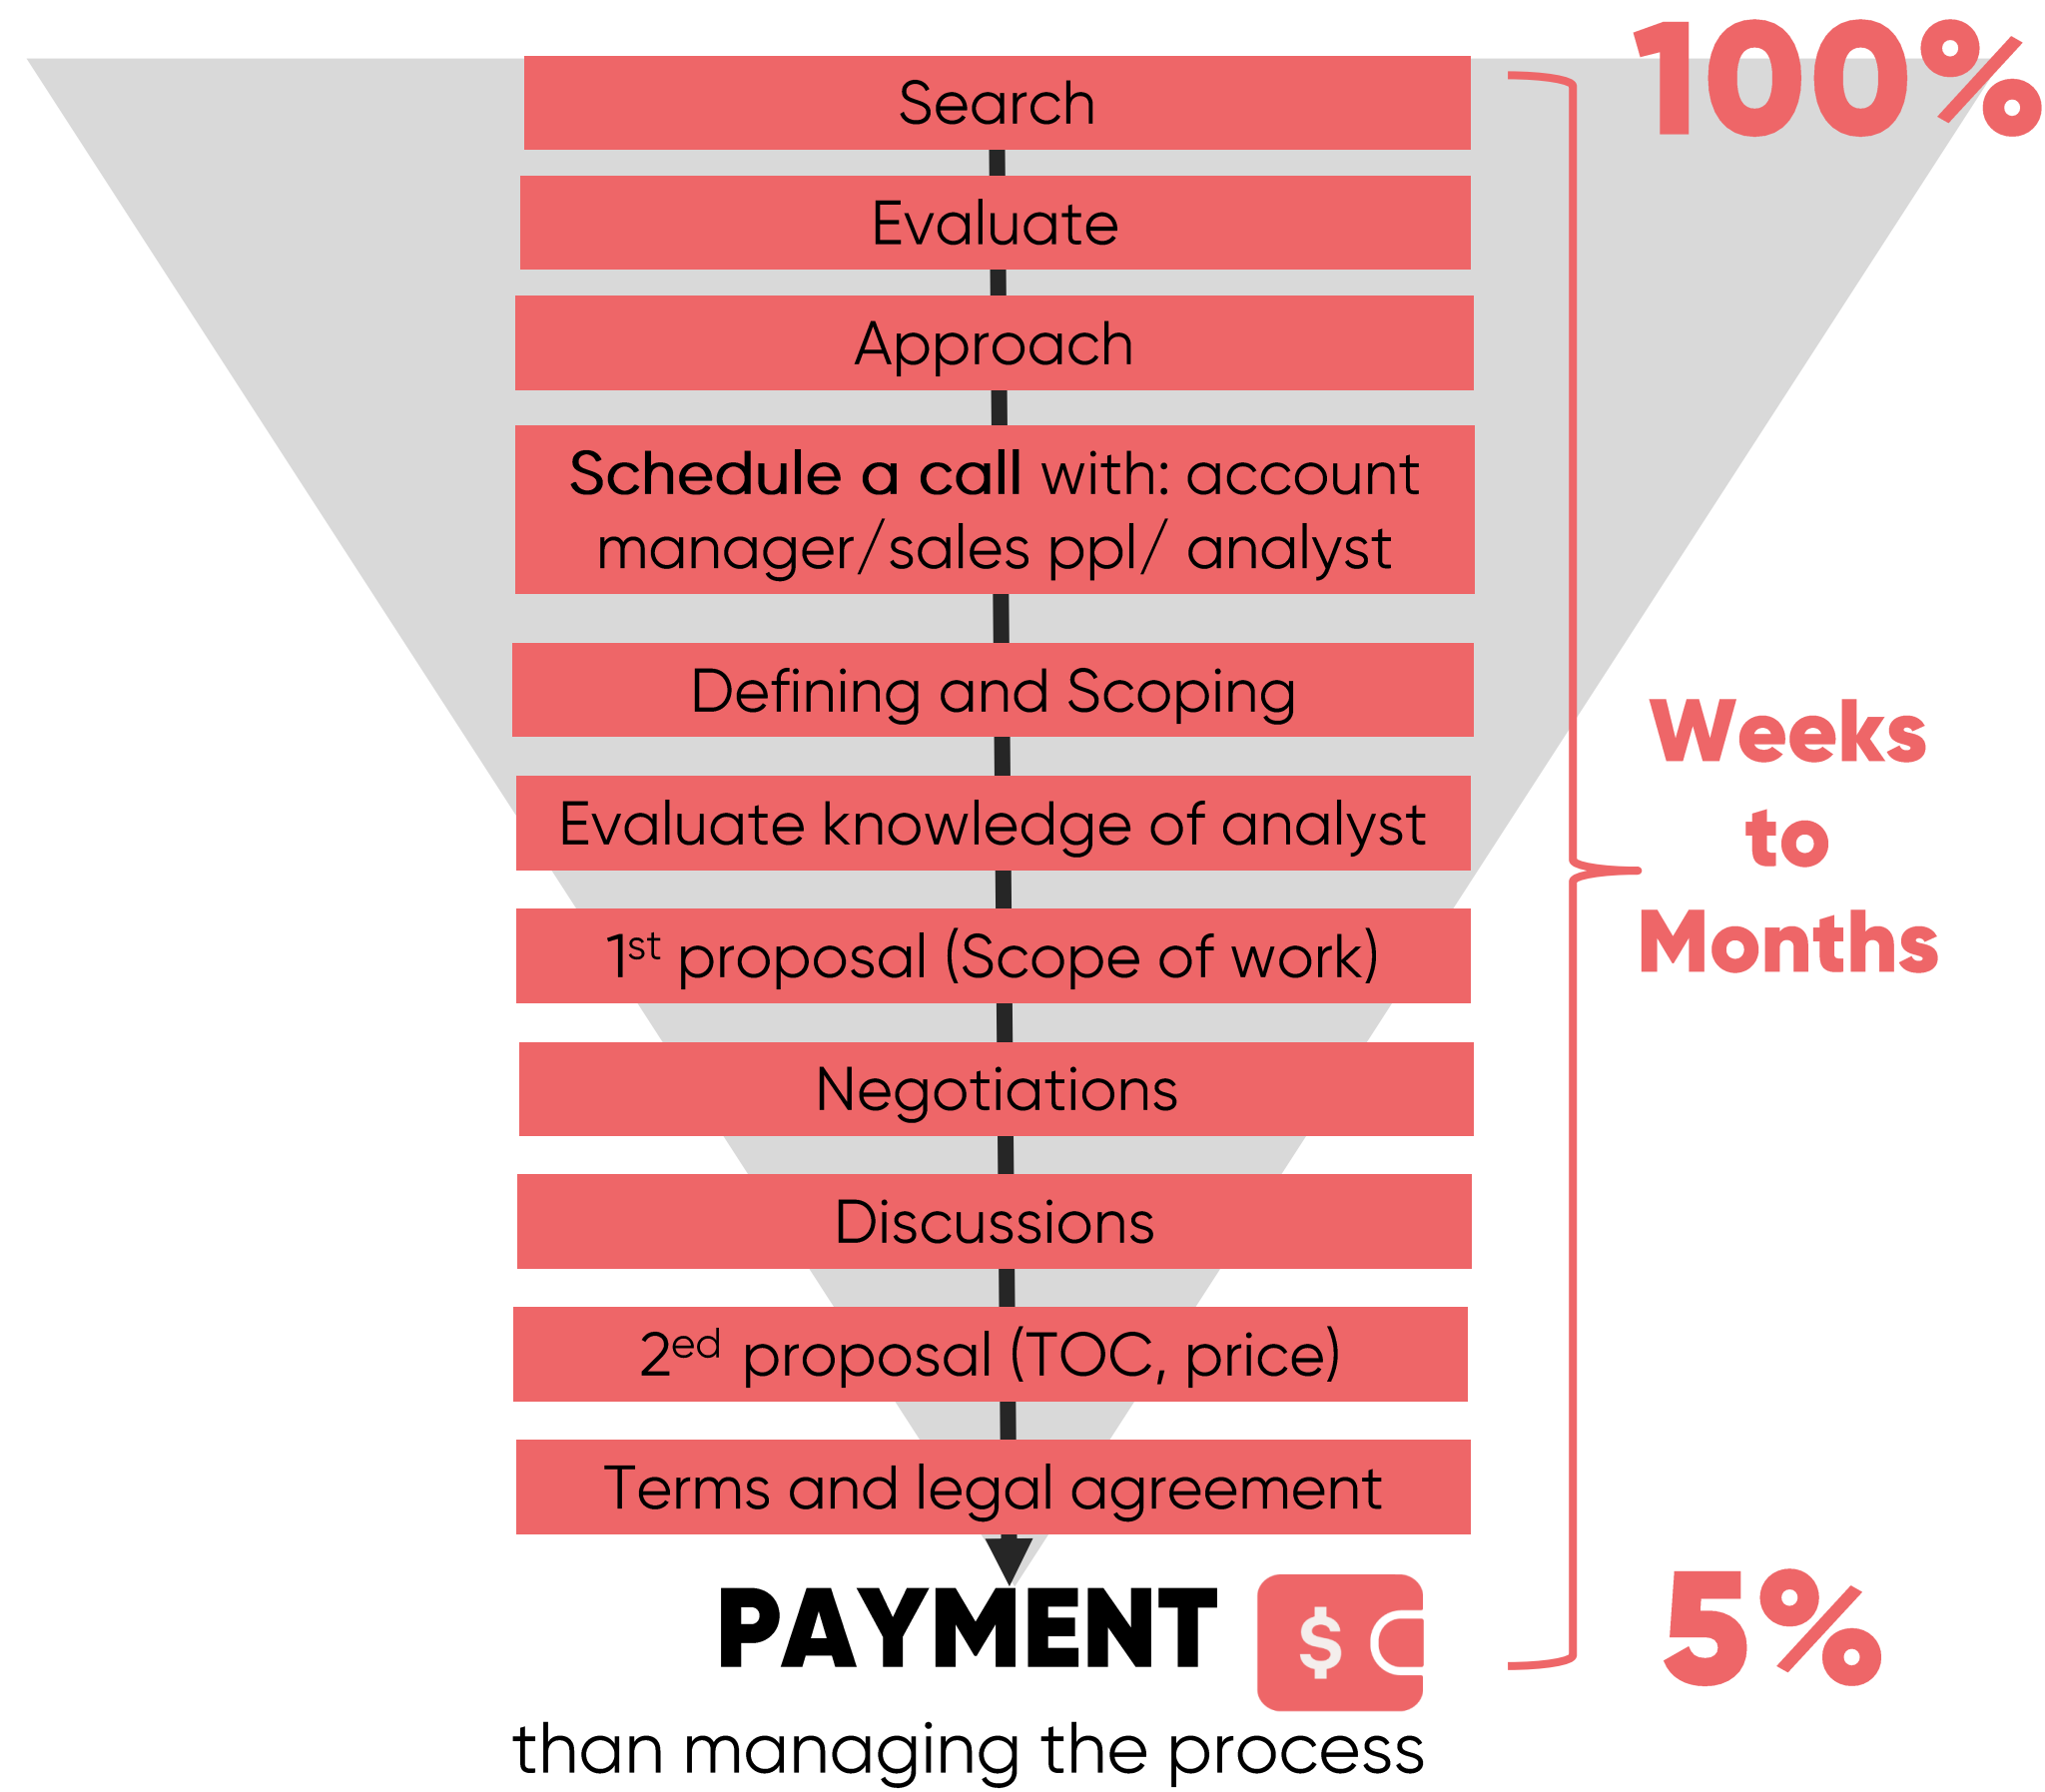 100%
Search
Evaluate
Approach
Schedule a call with: account
manager/sales ppl/ analyst
Defining and Scoping
Evaluate knowledge of analyst
1st proposal (Scope of work)
Negotiations
Discussions
2ed proposal (TOC, price)
Terms and legal agreement
Weeks
to
Months
PAYMENT
$
5%
than managing the process